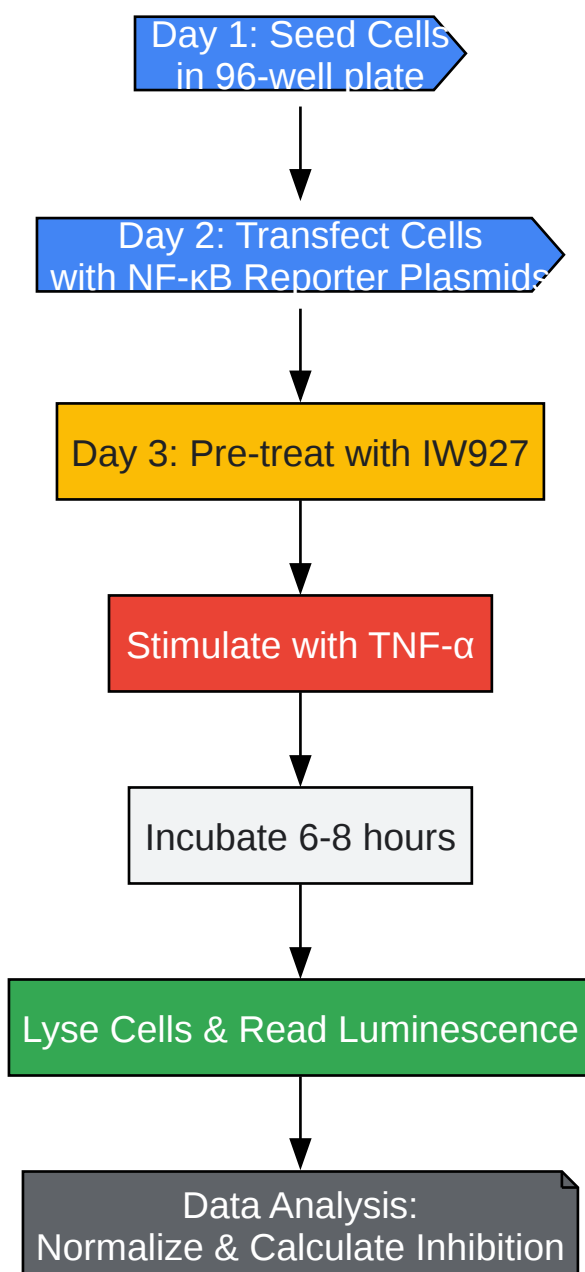 Day 1: Seed Cells
in 96-well plate
Day 2: Transfect Cells
with NF-κB Reporter Plasmids
Day 3: Pre-treat with IW927
Stimulate with TNF-α
Incubate 6-8 hours
Lyse Cells & Read Luminescence
Data Analysis:
Normalize & Calculate Inhibition